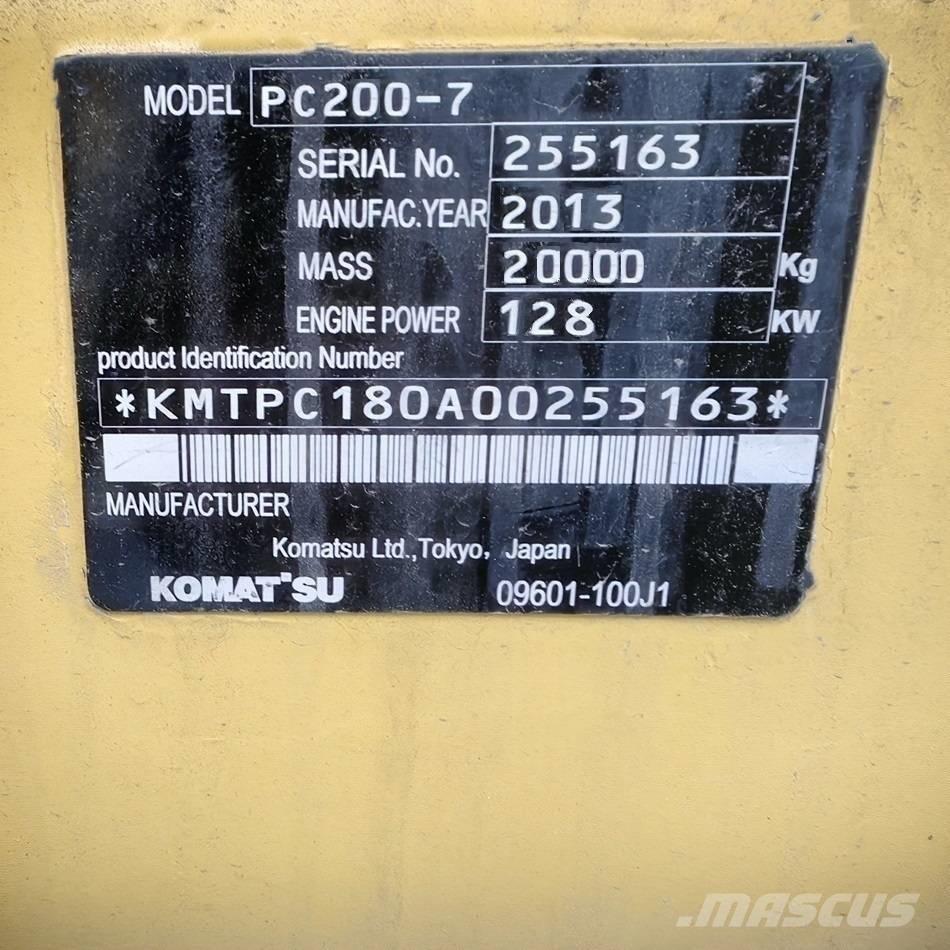 MODEL PC200-7
SERIAL No. 255163
MANUFAC.YEAR 2013
MASS 20000 Kg
ENGINE POWER 128 KW
product Identification Number
*KMTPC180A00255163*
MANUFACTURER
Komatsu Ltd.,Tokyo, Japan
KOMATSU 09601-100J1
.MASCUS